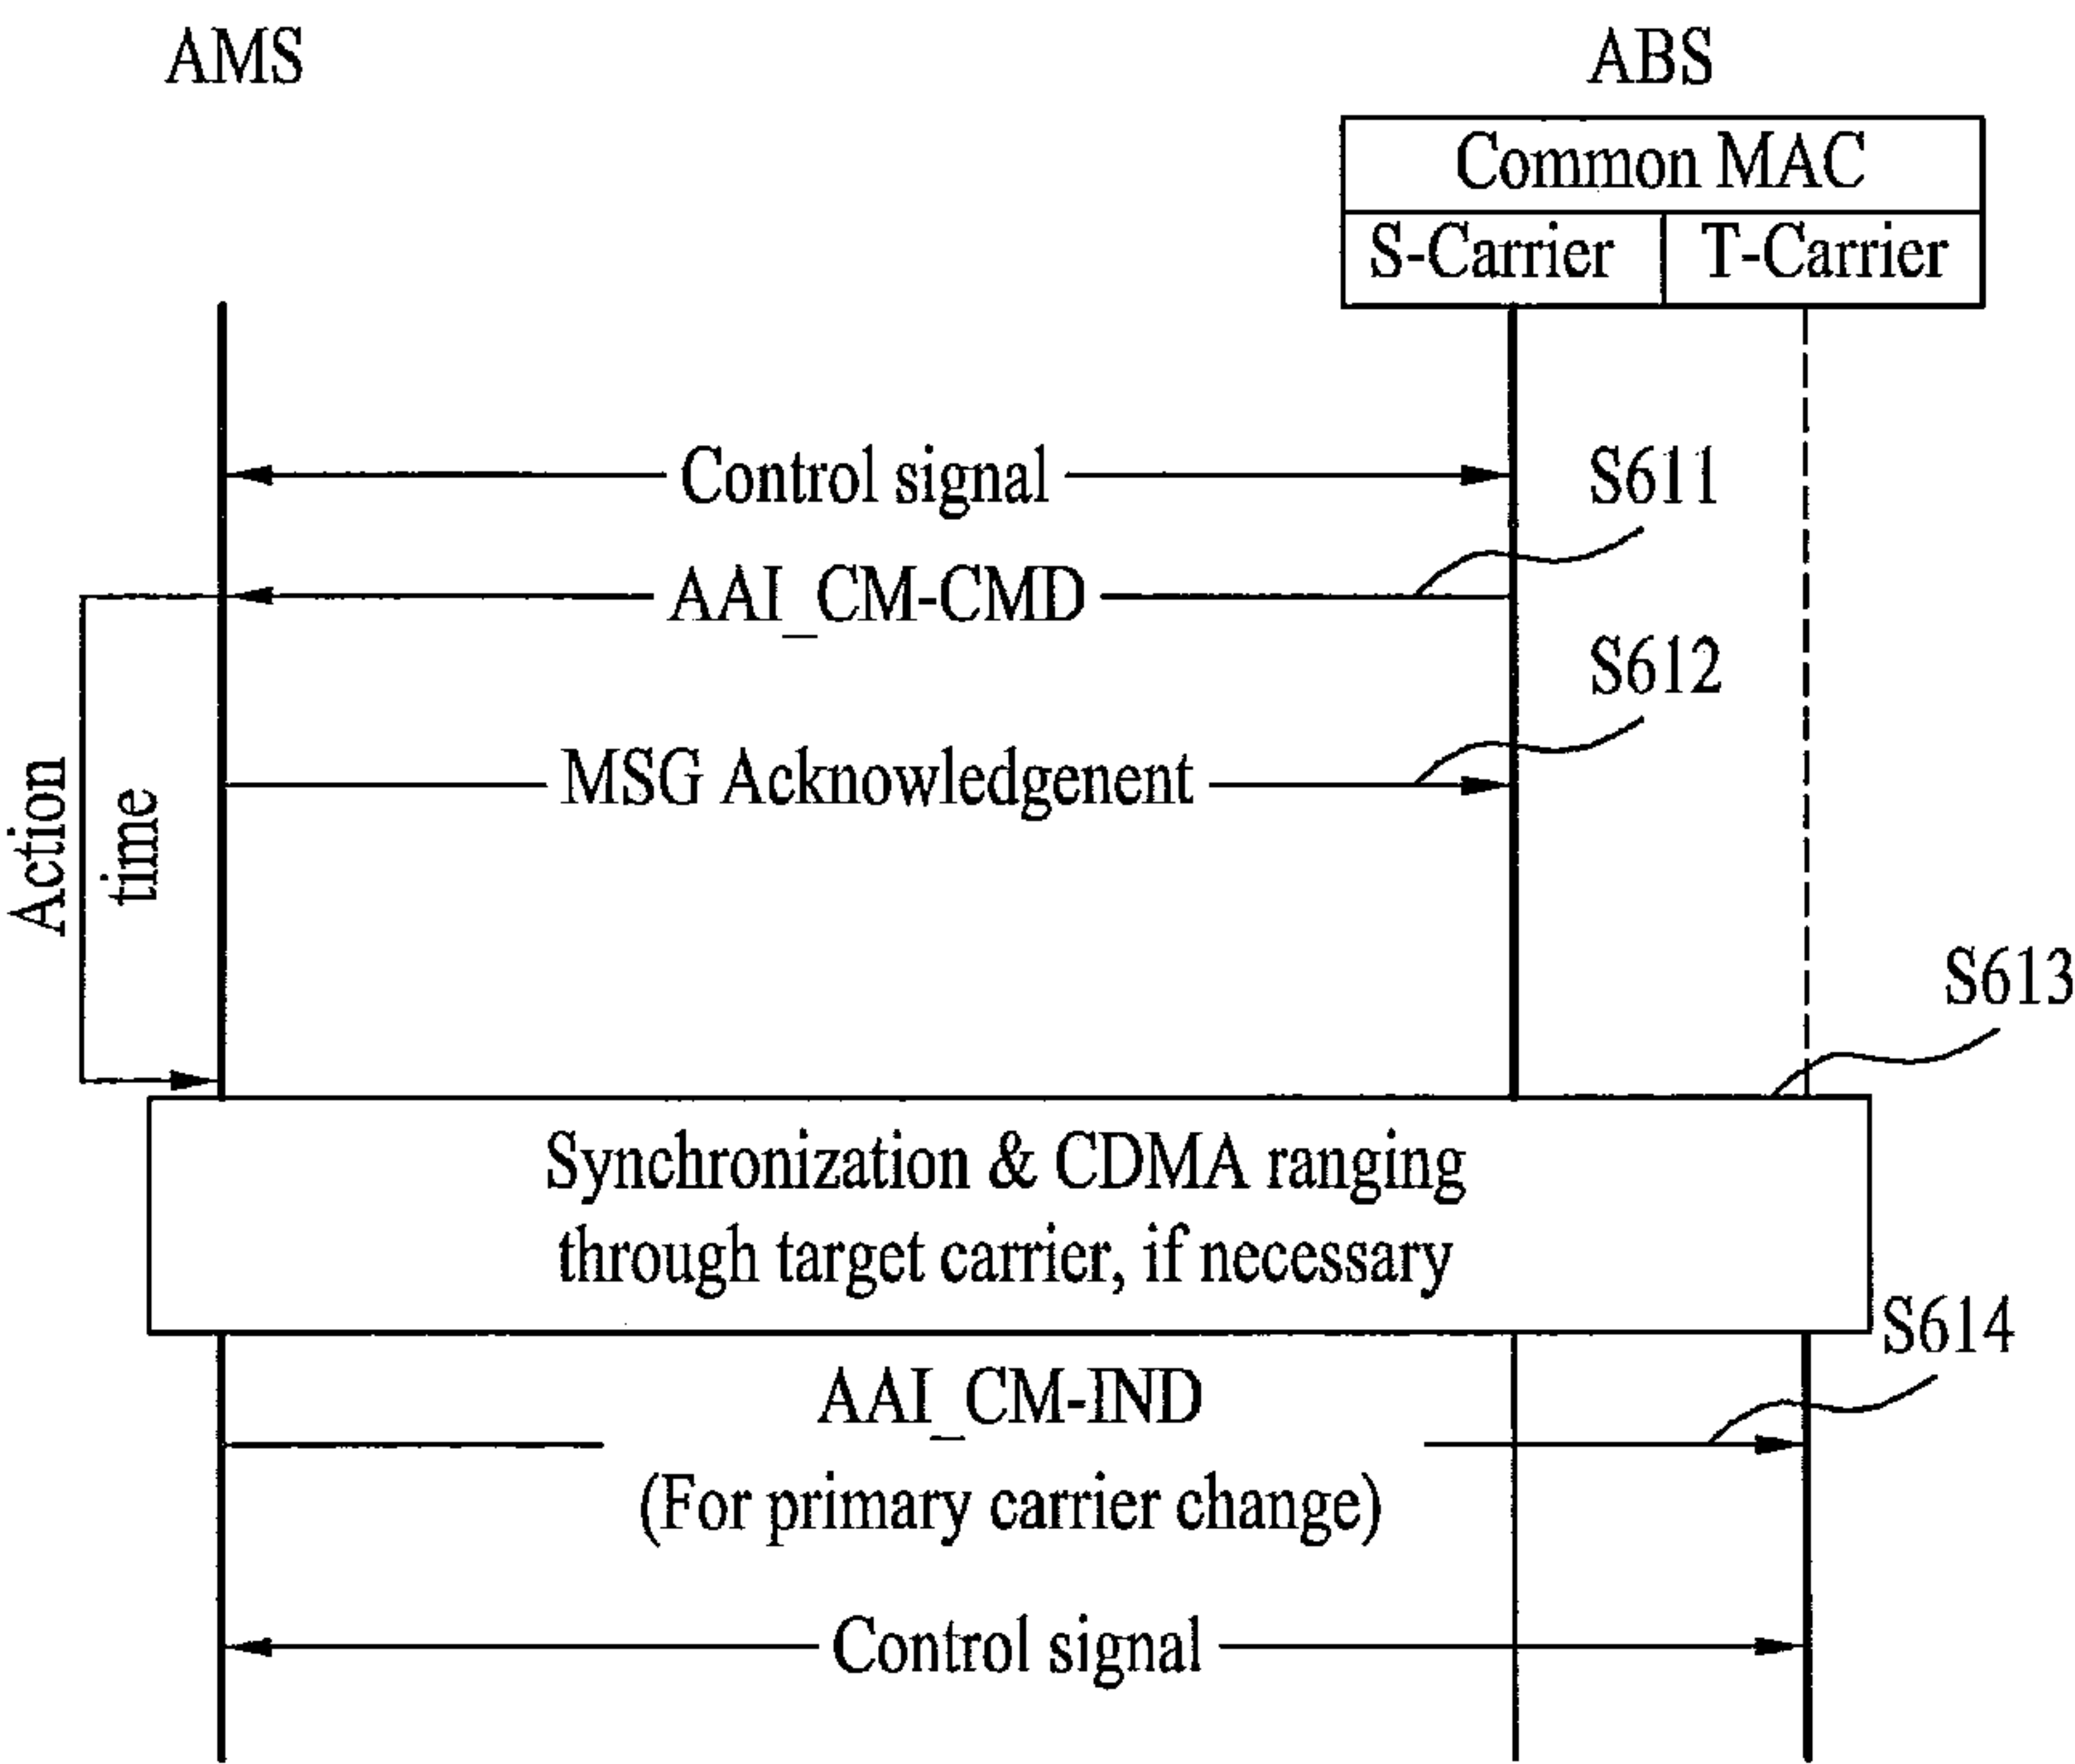 AMS
ABS
Common MAC
S-Carrier
T-Carrier
Control signal
S611
AAI_CM-CMD
S612
MSG Acknowledgenent
Action
time
S613
Synchronization & CDMA ranging
through target carrier, if necessary
S614
AAI_CM-IND
(For primary carrier change)
Control signal